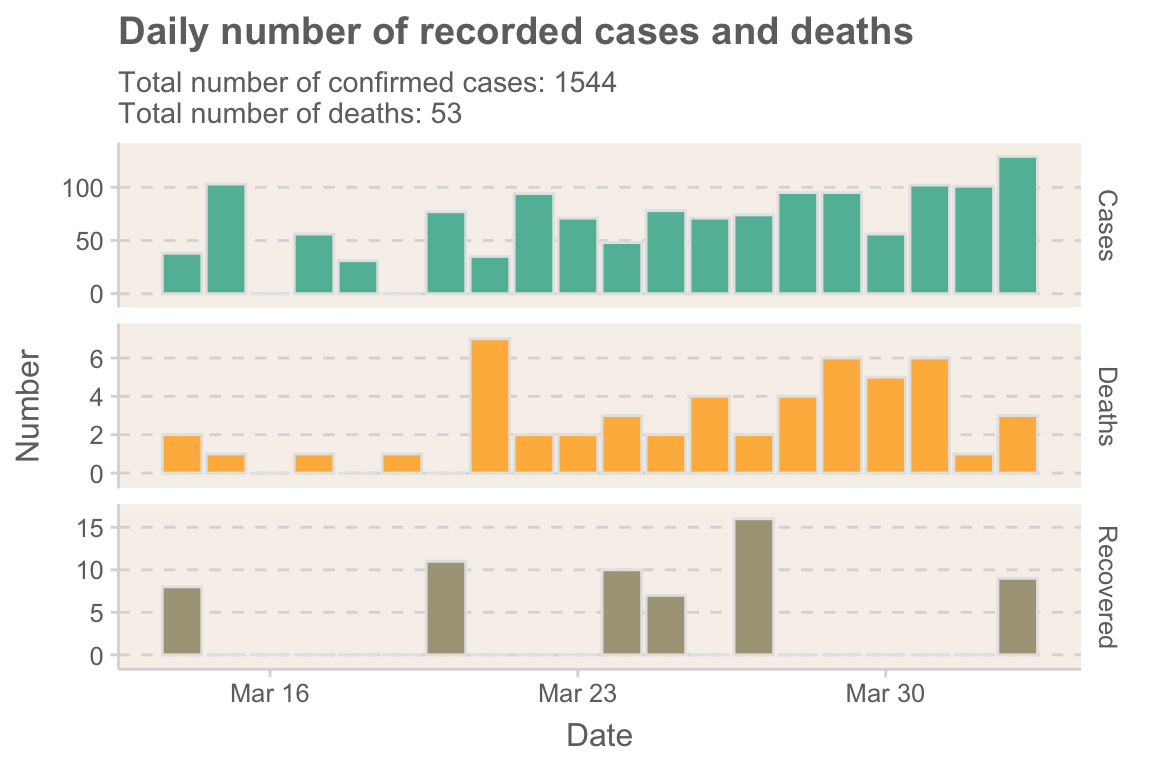 Daily number of recorded cases and deaths
Total number of confirmed cases: 1544
Total number of deaths: 53
100
50
0
Cases
6
4
2
0
Deaths
Number
15
10
5
0
Recovered
Mar 16
Mar 23
Mar 30
Date